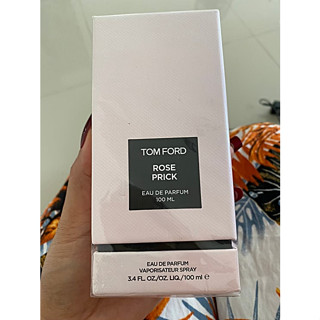 TOM FORD
ROSE
PRICK
EAU DE PARFUM
100 ML
EAU DE PARFUM
VAPORISATEUR SPRAY
3.4 FL. OZ./OZ. LIQ./100 ml ℮